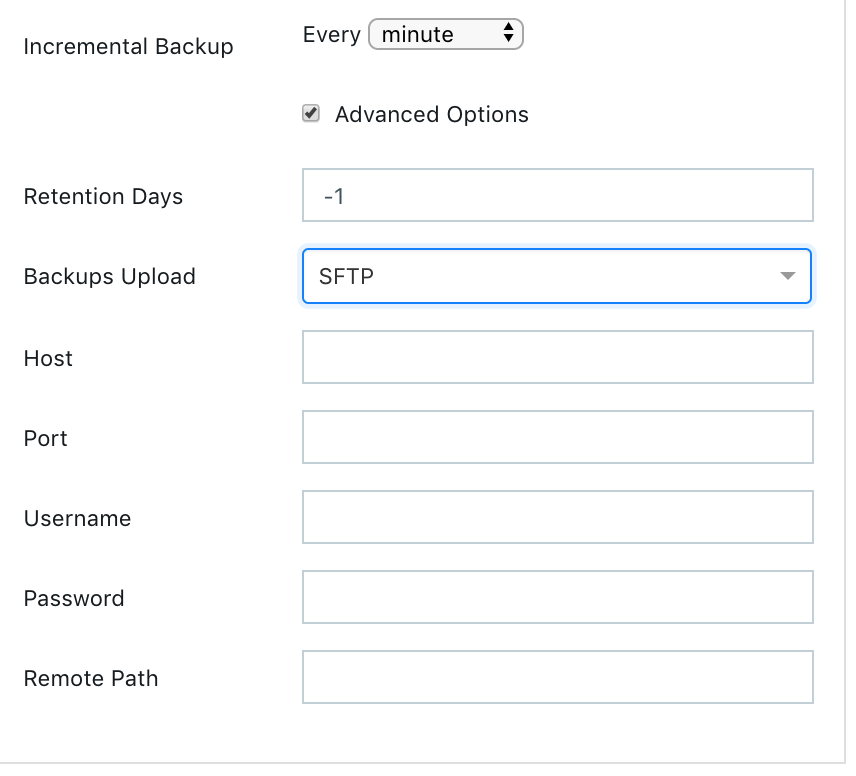 Incremental Backup Every minute
Advanced Options
Retention Days -1
Backups Upload SFTP
Host
Port
Username
Password
Remote Path